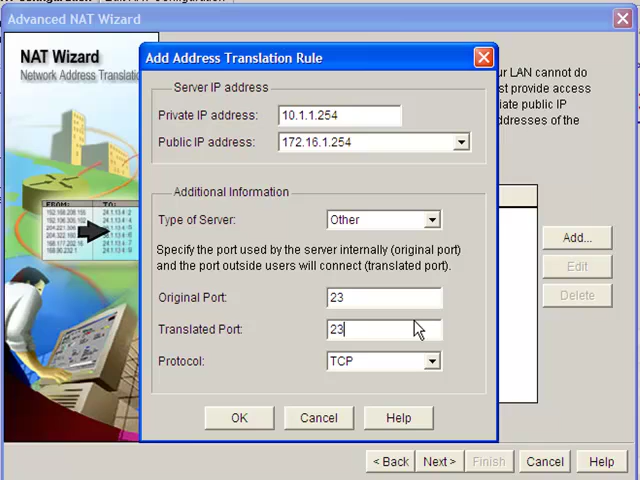 Advanced NAT Wizard
NAT Wizard
Network Address Translatio
Add Address Translation Rule
ur LAN cannot do
st provide access
iate public IP
ddresses of the
Server IP address
Private IP address: 10.1.1.254
Public IP address: 172.16.1.254
Additional Information
Type of Server: Other
Specify the port used by the server internally (original port)
and the port outside users will connect (translated port).
Original Port: 23
Translated Port: 23
Protocol: TCP
OK Cancel Help
Add...
Edit
Delete
FROM: TO:
< Back Next > Finish Cancel Help